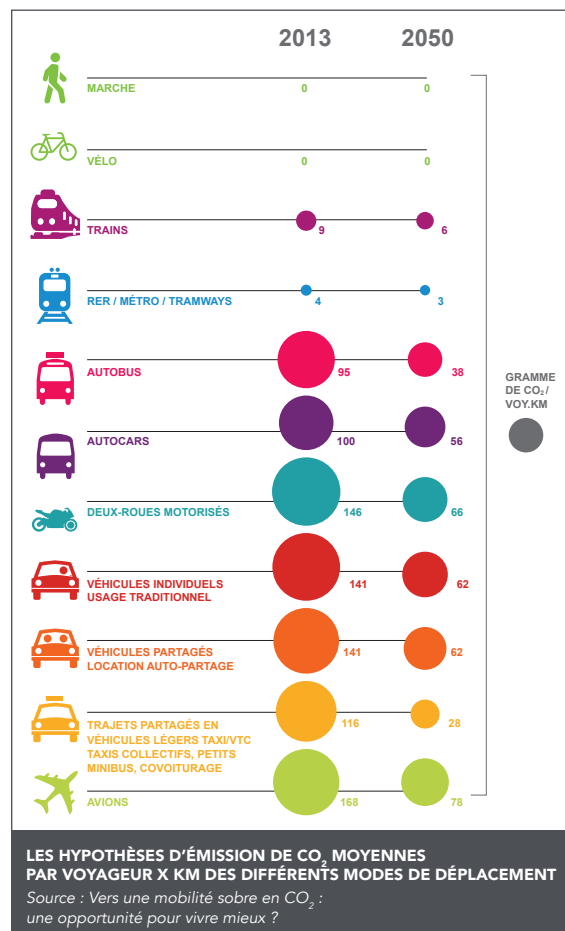 2013 2050
MARCHE 0 0
VÉLO 0 0
TRAINS 9 6
RER / MÉTRO / TRAMWAYS 4 3
AUTOBUS 95 38
GRAMME
DE CO₂ /
VOY.KM
AUTOCARS 100 56
DEUX-ROUES MOTORISÉS 146 66
VÉHICULES INDIVIDUELS 141 62
USAGE TRADITIONNEL
VÉHICULES PARTAGÉS 141 62
LOCATION AUTO-PARTAGE
TRAJETS PARTAGÉS EN 116 28
VÉHICULES LÉGERS TAXI/VTC
TAXIS COLLECTIFS, PETITS
MINIBUS, COVOITURAGE
AVIONS 168 78
LES HYPOTHÈSES D'ÉMISSION DE CO₂ MOYENNES
PAR VOYAGEUR X KM DES DIFFÉRENTS MODES DE DÉPLACEMENT
Source : Vers une mobilité sobre en CO₂ :
une opportunité pour vivre mieux ?